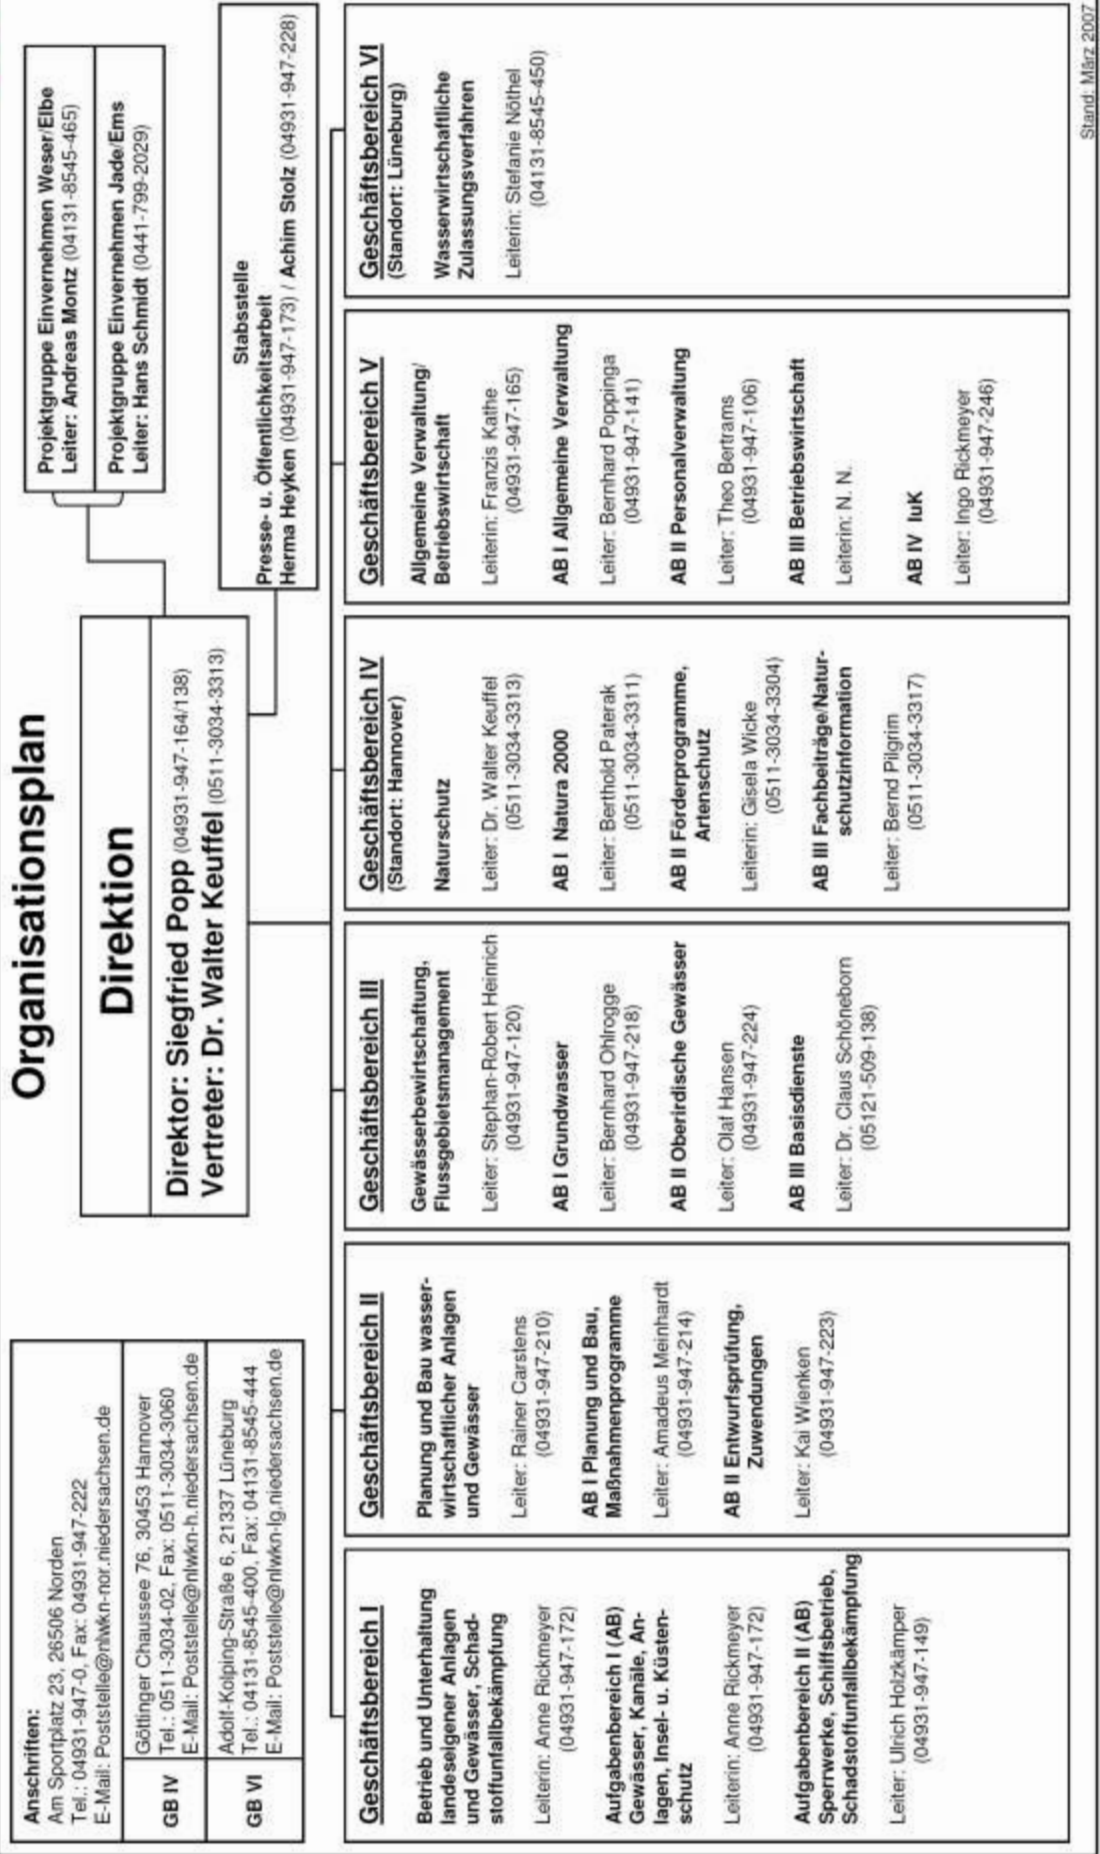 Organisationsplan
Anschriften:
Am Sportplatz 23, 26506 Norden
Tel.: 04931-947-0, Fax: 04931-947-222
E-Mail: Poststelle@nlwkn-nor.niedersachsen.de
GB IV
Göttinger Chaussee 76, 30453 Hannover
Tel.: 0511-3034-02, Fax: 0511-3034-3060
E-Mail: Poststelle@nlwkn-h.niedersachsen.de
GB VI
Adolf-Kolping-Straße 6, 21337 Lüneburg
Tel.: 04131-8545-400, Fax: 04131-8545-444
E-Mail: Poststelle@nlwkn-lg.niedersachsen.de
Direktion
Direktor: Siegfried Popp (04931-947-164/138)
Vertreter: Dr. Walter Keuffel (0511-3034-3313)
Projektgruppe Einvernehmen Weser/Elbe
Leiter: Andreas Montz (04131-8545-465)
Projektgruppe Einvernehmen Jade/Ems
Leiter: Hans Schmidt (0441-799-2029)
Stabsstelle
Presse- u. Öffentlichkeitsarbeit
Herma Heyken (04931-947-173) / Achim Stolz (04931-947-228)
Geschäftsbereich I
Betrieb und Unterhaltung
landeseigener Anlagen
und Gewässer, Schad-
stoffunfallbekämpfung
Leiterin: Anne Rickmeyer
(04931-947-172)
Aufgabenbereich I (AB)
Gewässer, Kanäle, An-
lagen, Insel- u. Küsten-
schutz
Leiterin: Anne Rickmeyer
(04931-947-172)
Aufgabenbereich II (AB)
Sperrwerke, Schiffsbetrieb,
Schadstoffunfallbekämpfung
Leiter: Ulrich Holzkämper
(04931-947-149)
Geschäftsbereich II
Planung und Bau wasser-
wirtschaftlicher Anlagen
und Gewässer
Leiter: Rainer Carstens
(04931-947-210)
AB I Planung und Bau,
Maßnahmenprogramme
Leiter: Amadeus Meinhardt
(04931-947-214)
AB II Entwurfsprüfung,
Zuwendungen
Leiter: Kai Wienken
(04931-947-223)
Geschäftsbereich III
Gewässerbewirtschaftung,
Flussgebietsmanagement
Leiter: Stephan-Robert Heinrich
(04931-947-120)
AB I Grundwasser
Leiter: Bernhard Ohlrogge
(04931-947-218)
AB II Oberirdische Gewässer
Leiter: Olaf Hansen
(04931-947-224)
AB III Basisdienste
Leiter: Dr. Claus Schöneborn
(05121-509-138)
Geschäftsbereich IV
(Standort: Hannover)
Naturschutz
Leiter: Dr. Walter Keuffel
(0511-3034-3313)
AB I Natura 2000
Leiter: Berthold Paterak
(0511-3034-3311)
AB II Förderprogramme,
Artenschutz
Leiterin: Gisela Wicke
(0511-3034-3304)
AB III Fachbeiträge/Natur-
schutzinformation
Leiter: Bernd Pilgrim
(0511-3034-3317)
Geschäftsbereich V
Allgemeine Verwaltung/
Betriebswirtschaft
Leiterin: Franzis Kathe
(04931-947-165)
AB I Allgemeine Verwaltung
Leiter: Bernhard Poppinga
(04931-947-141)
AB II Personalverwaltung
Leiter: Theo Bertrams
(04931-947-106)
AB III Betriebswirtschaft
Leiterin: N. N.
AB IV IuK
Leiter: Ingo Rickmeyer
(04931-947-246)
Geschäftsbereich VI
(Standort: Lüneburg)
Wasserwirtschaftliche
Zulassungsverfahren
Leiterin: Stefanie Nöthel
(04131-8545-450)
Stand: März 2007